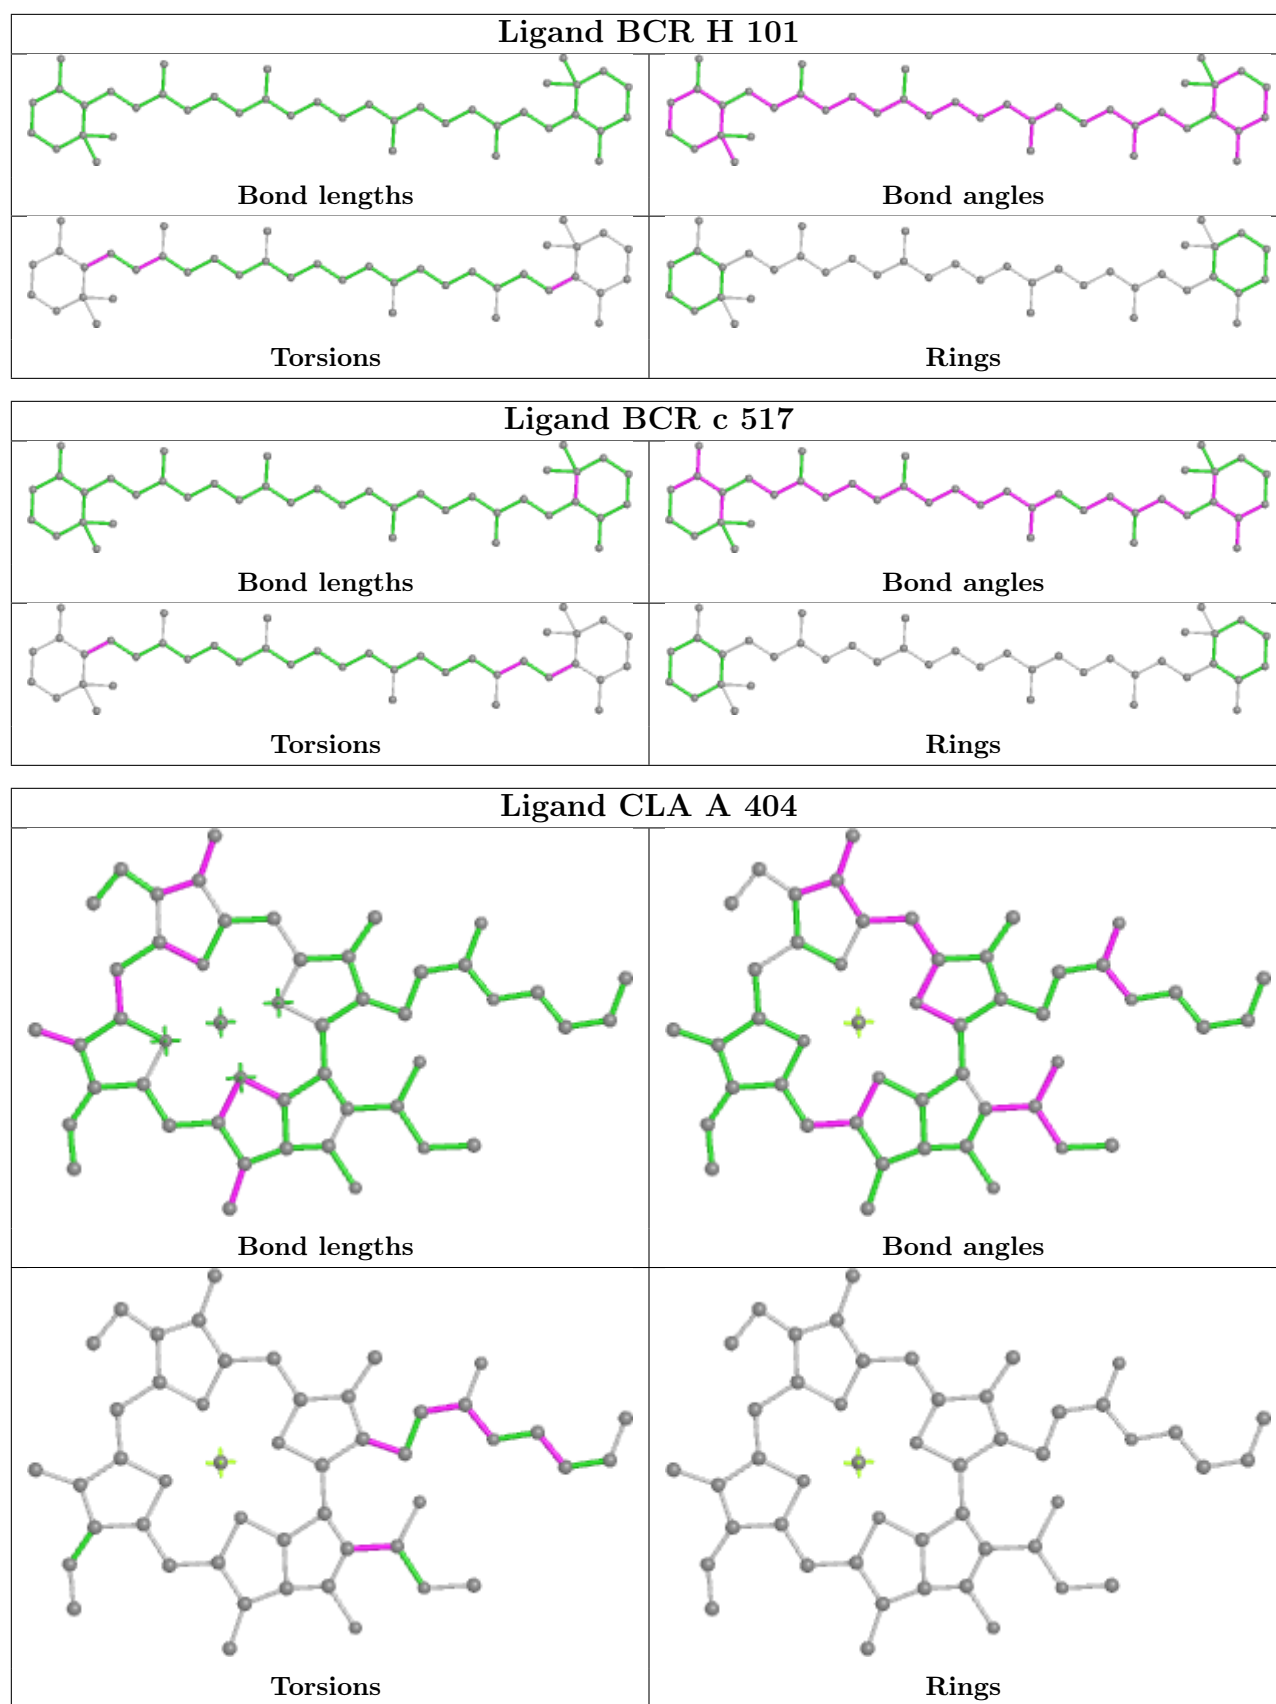 Ligand BCR H 101
Bond lengths
Bond angles
Torsions
Rings
Ligand BCR c 517
Bond lengths
Bond angles
Torsions
Rings
Ligand CLA A 404
Bond lengths
Bond angles
Torsions
Rings